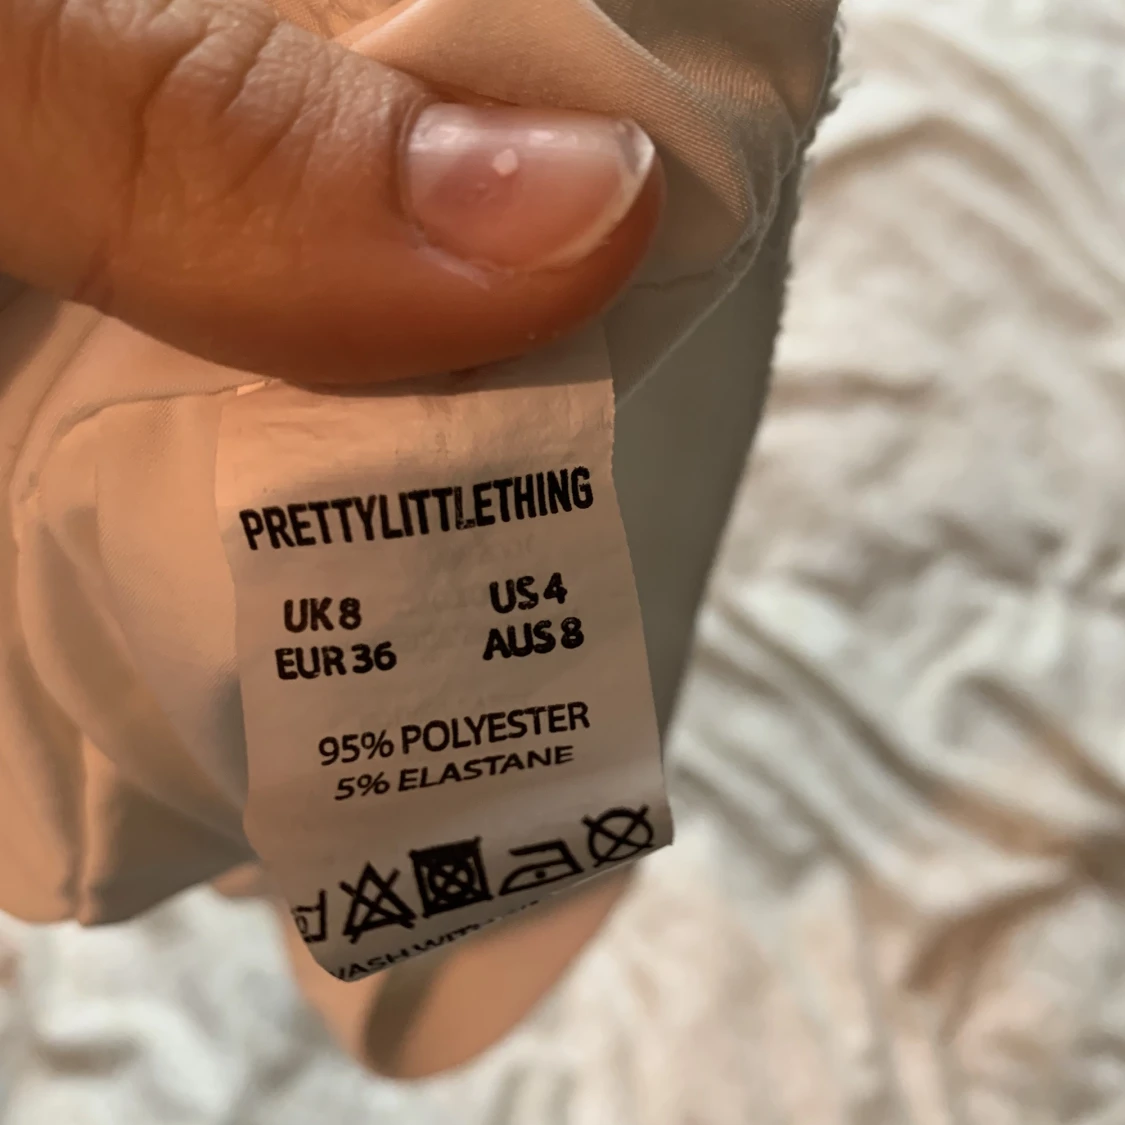 PRETTYLITTLETHING
UK 8 US 4
EUR 36 AUS 8
95% POLYESTER
5% ELASTANE